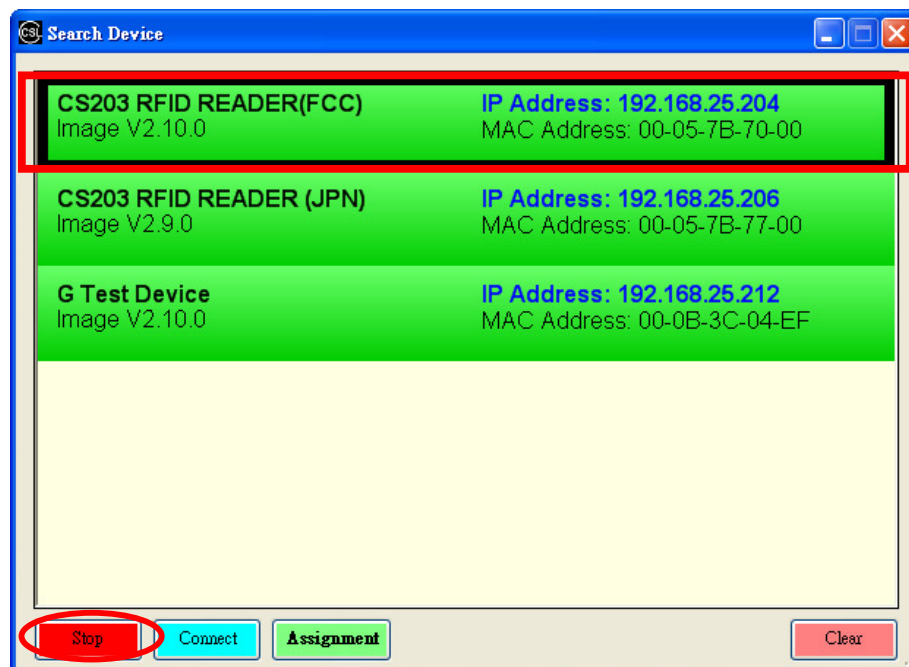 CSL Search Device
CS203 RFID READER(FCC) IP Address: 192.168.25.204
Image V2.10.0 MAC Address: 00-05-7B-70-00
CS203 RFID READER (JPN) IP Address: 192.168.25.206
Image V2.9.0 MAC Address: 00-05-7B-77-00
G Test Device IP Address: 192.168.25.212
Image V2.10.0 MAC Address: 00-0B-3C-04-EF
Stop Connect Assignment Clear